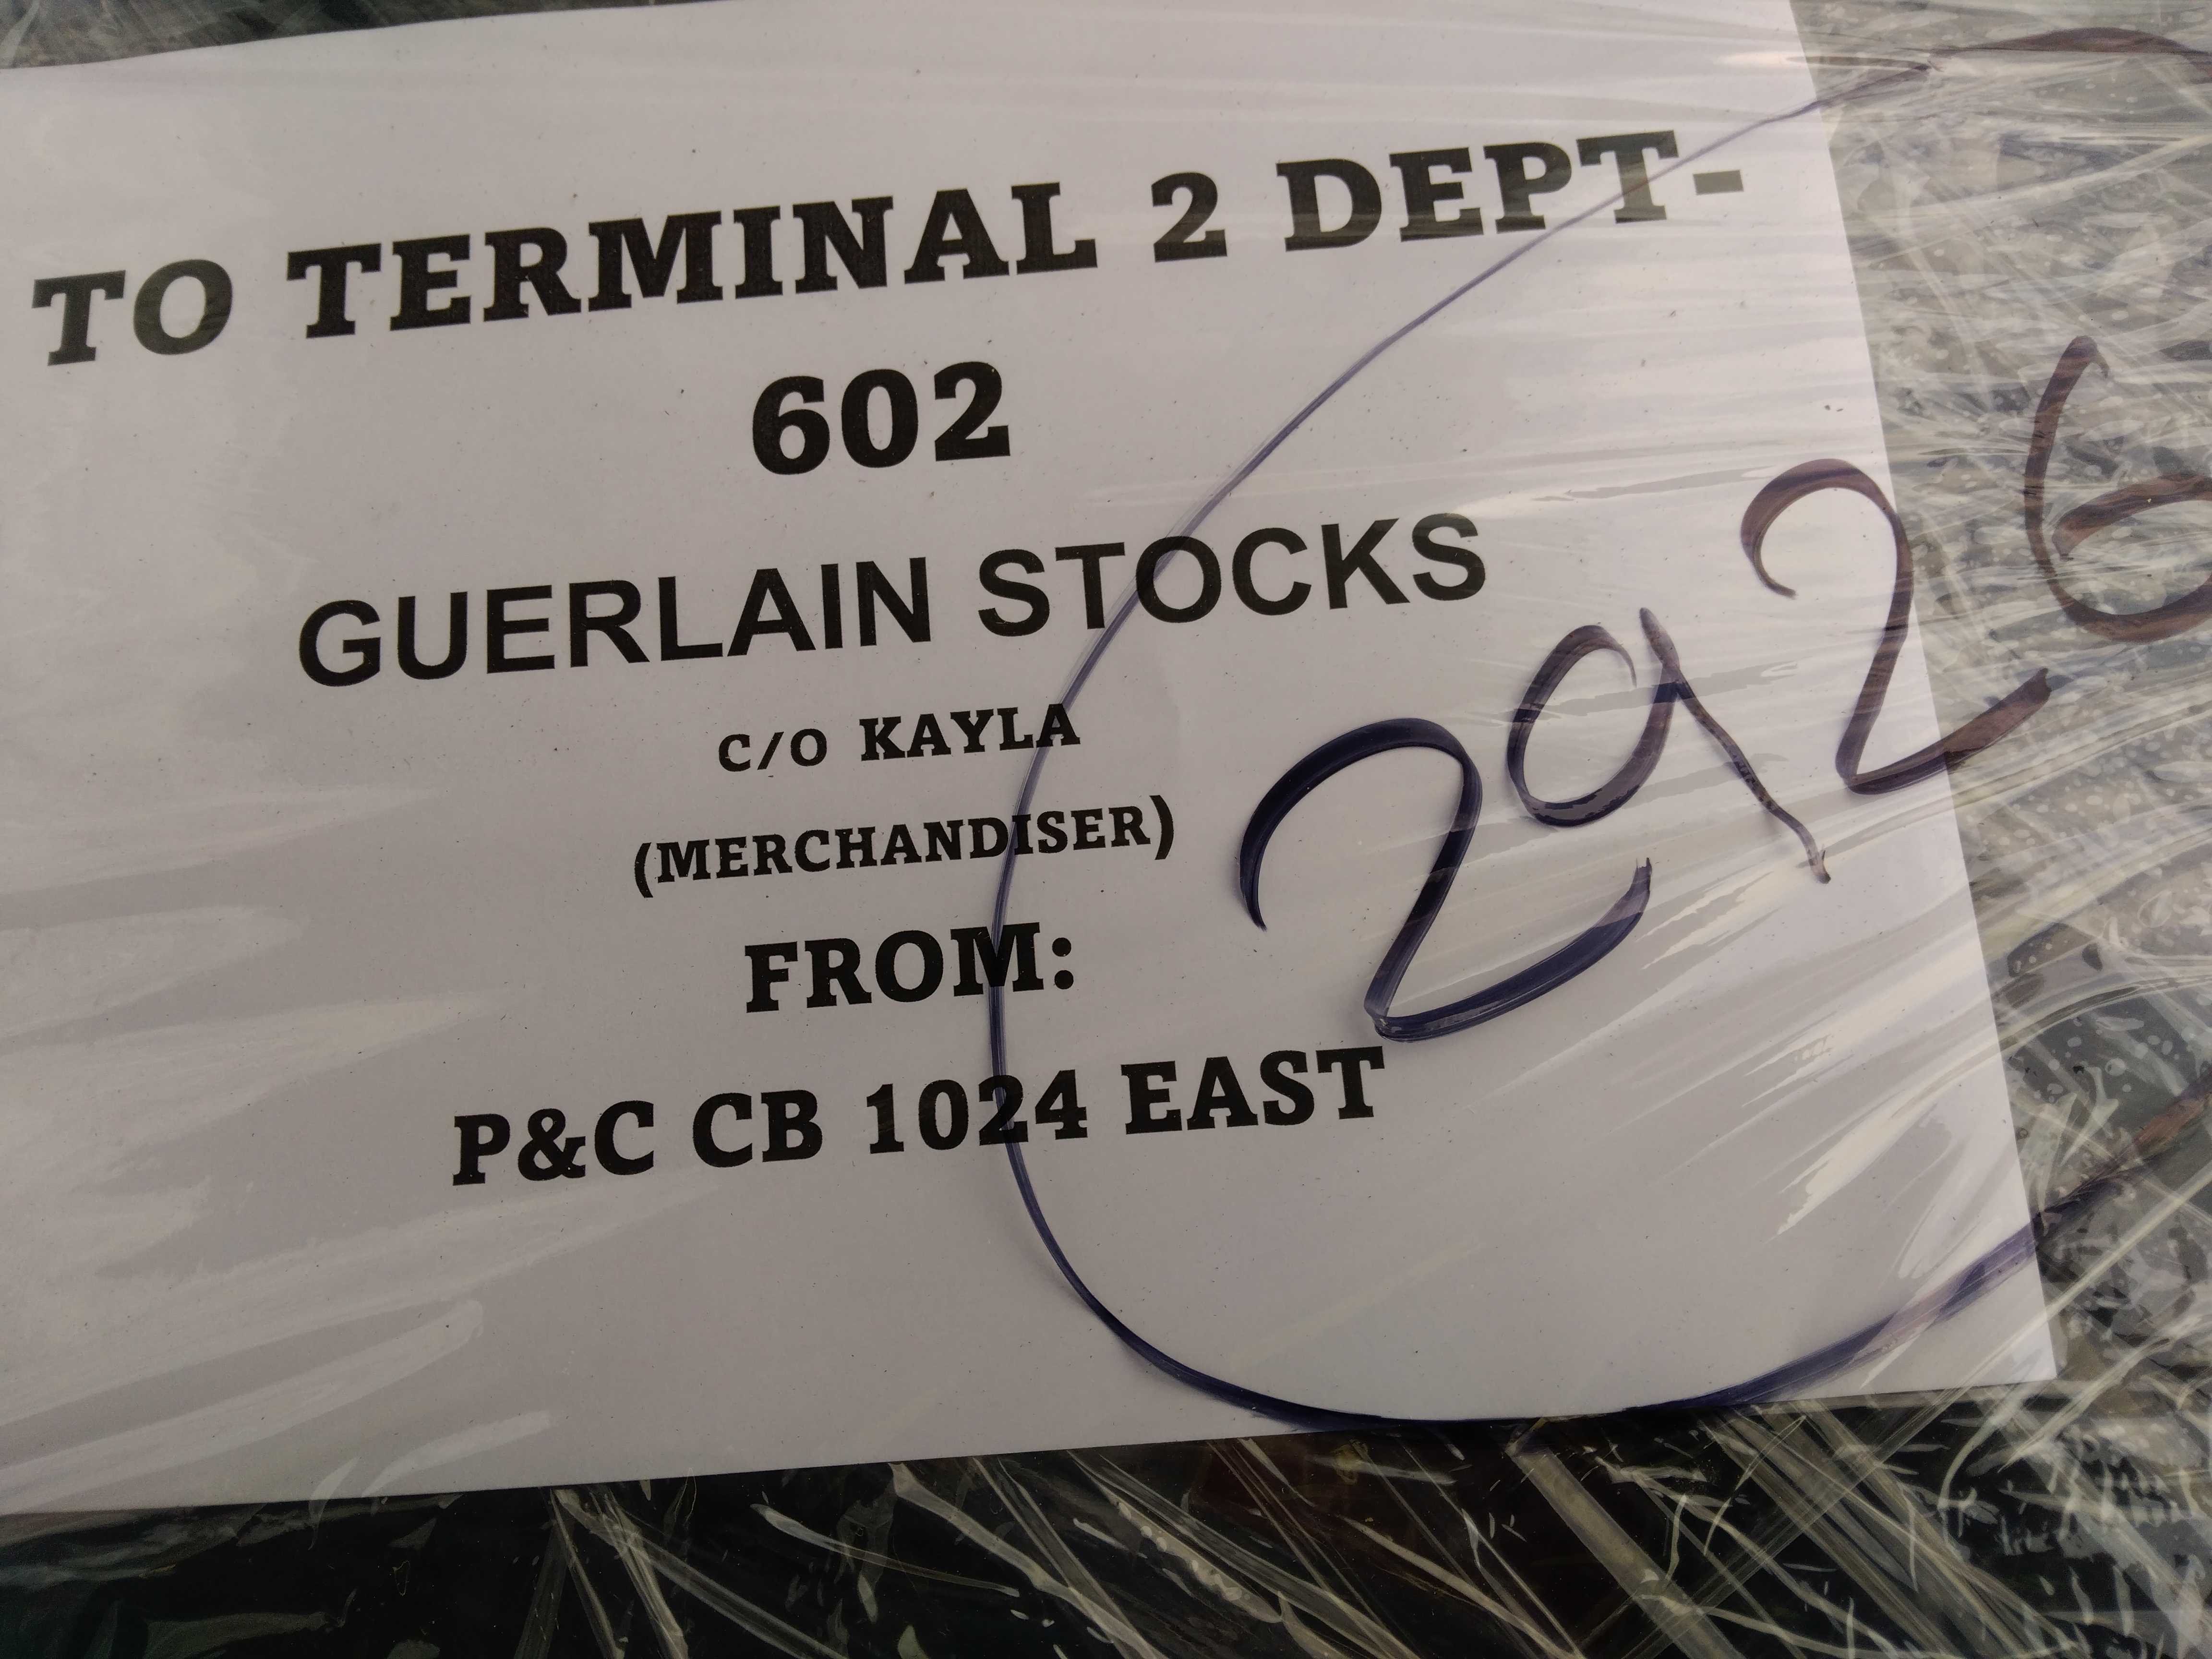 TO TERMINAL 2 DEPT-
602
GUERLAIN STOCKS
C/O KAYLA
(MERCHANDISER)
FROM:
P&C CB 1024 EAST
2926